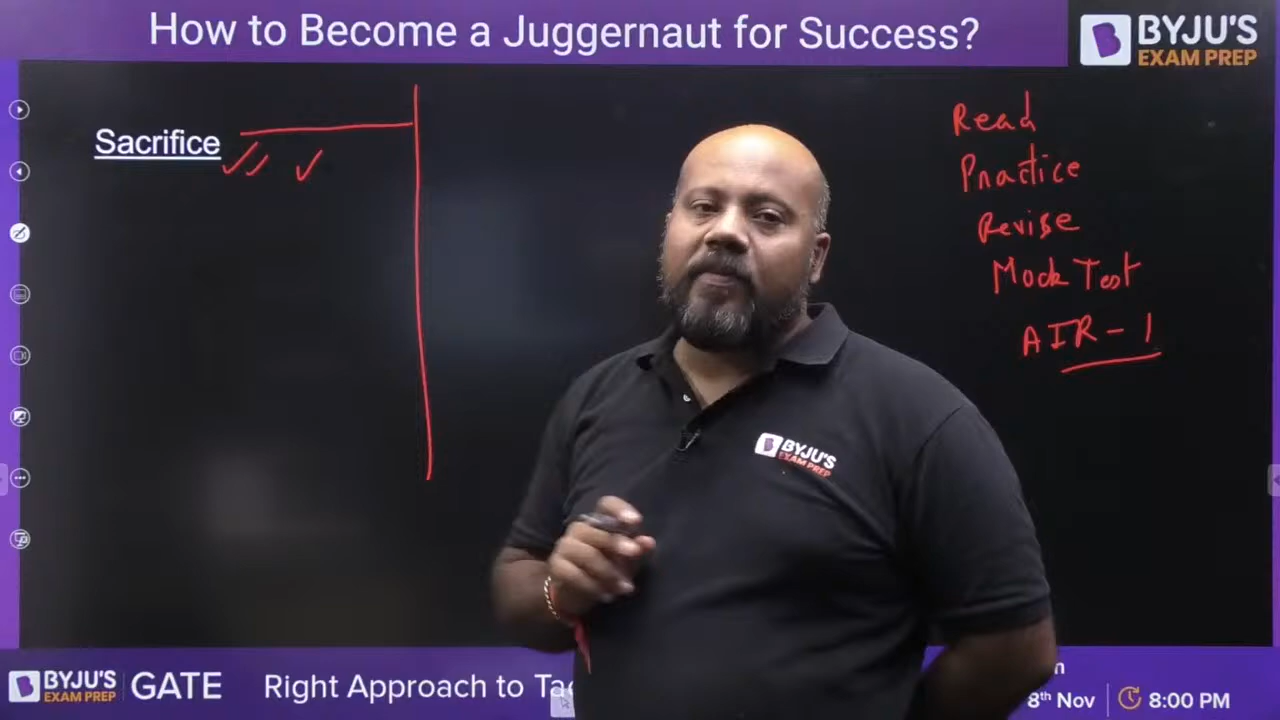 How to Become a Juggernaut for Success?
BYJU'S
EXAM PREP
Sacrifice
Read
Practice
Revise
Mock Test
AIR-1
BYJU'S
EXAM PREP
BYJU'S
EXAM PREP
GATE
Right Approach to
8th Nov
8:00 PM